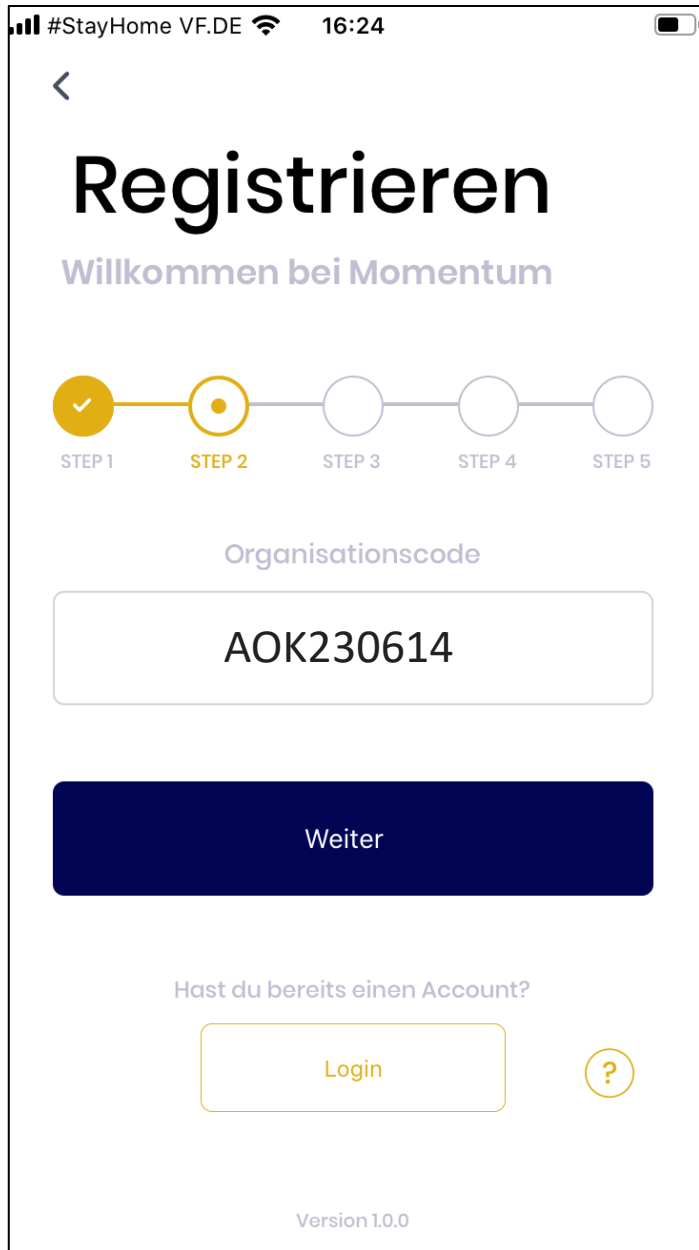 #StayHome VF.DE 16:24
Registrieren
Willkommen bei Momentum
STEP 1 STEP 2 STEP 3 STEP 4 STEP 5
Organisationscode
AOK230614
Weiter
Hast du bereits einen Account?
Login
?
Version 1.0.0